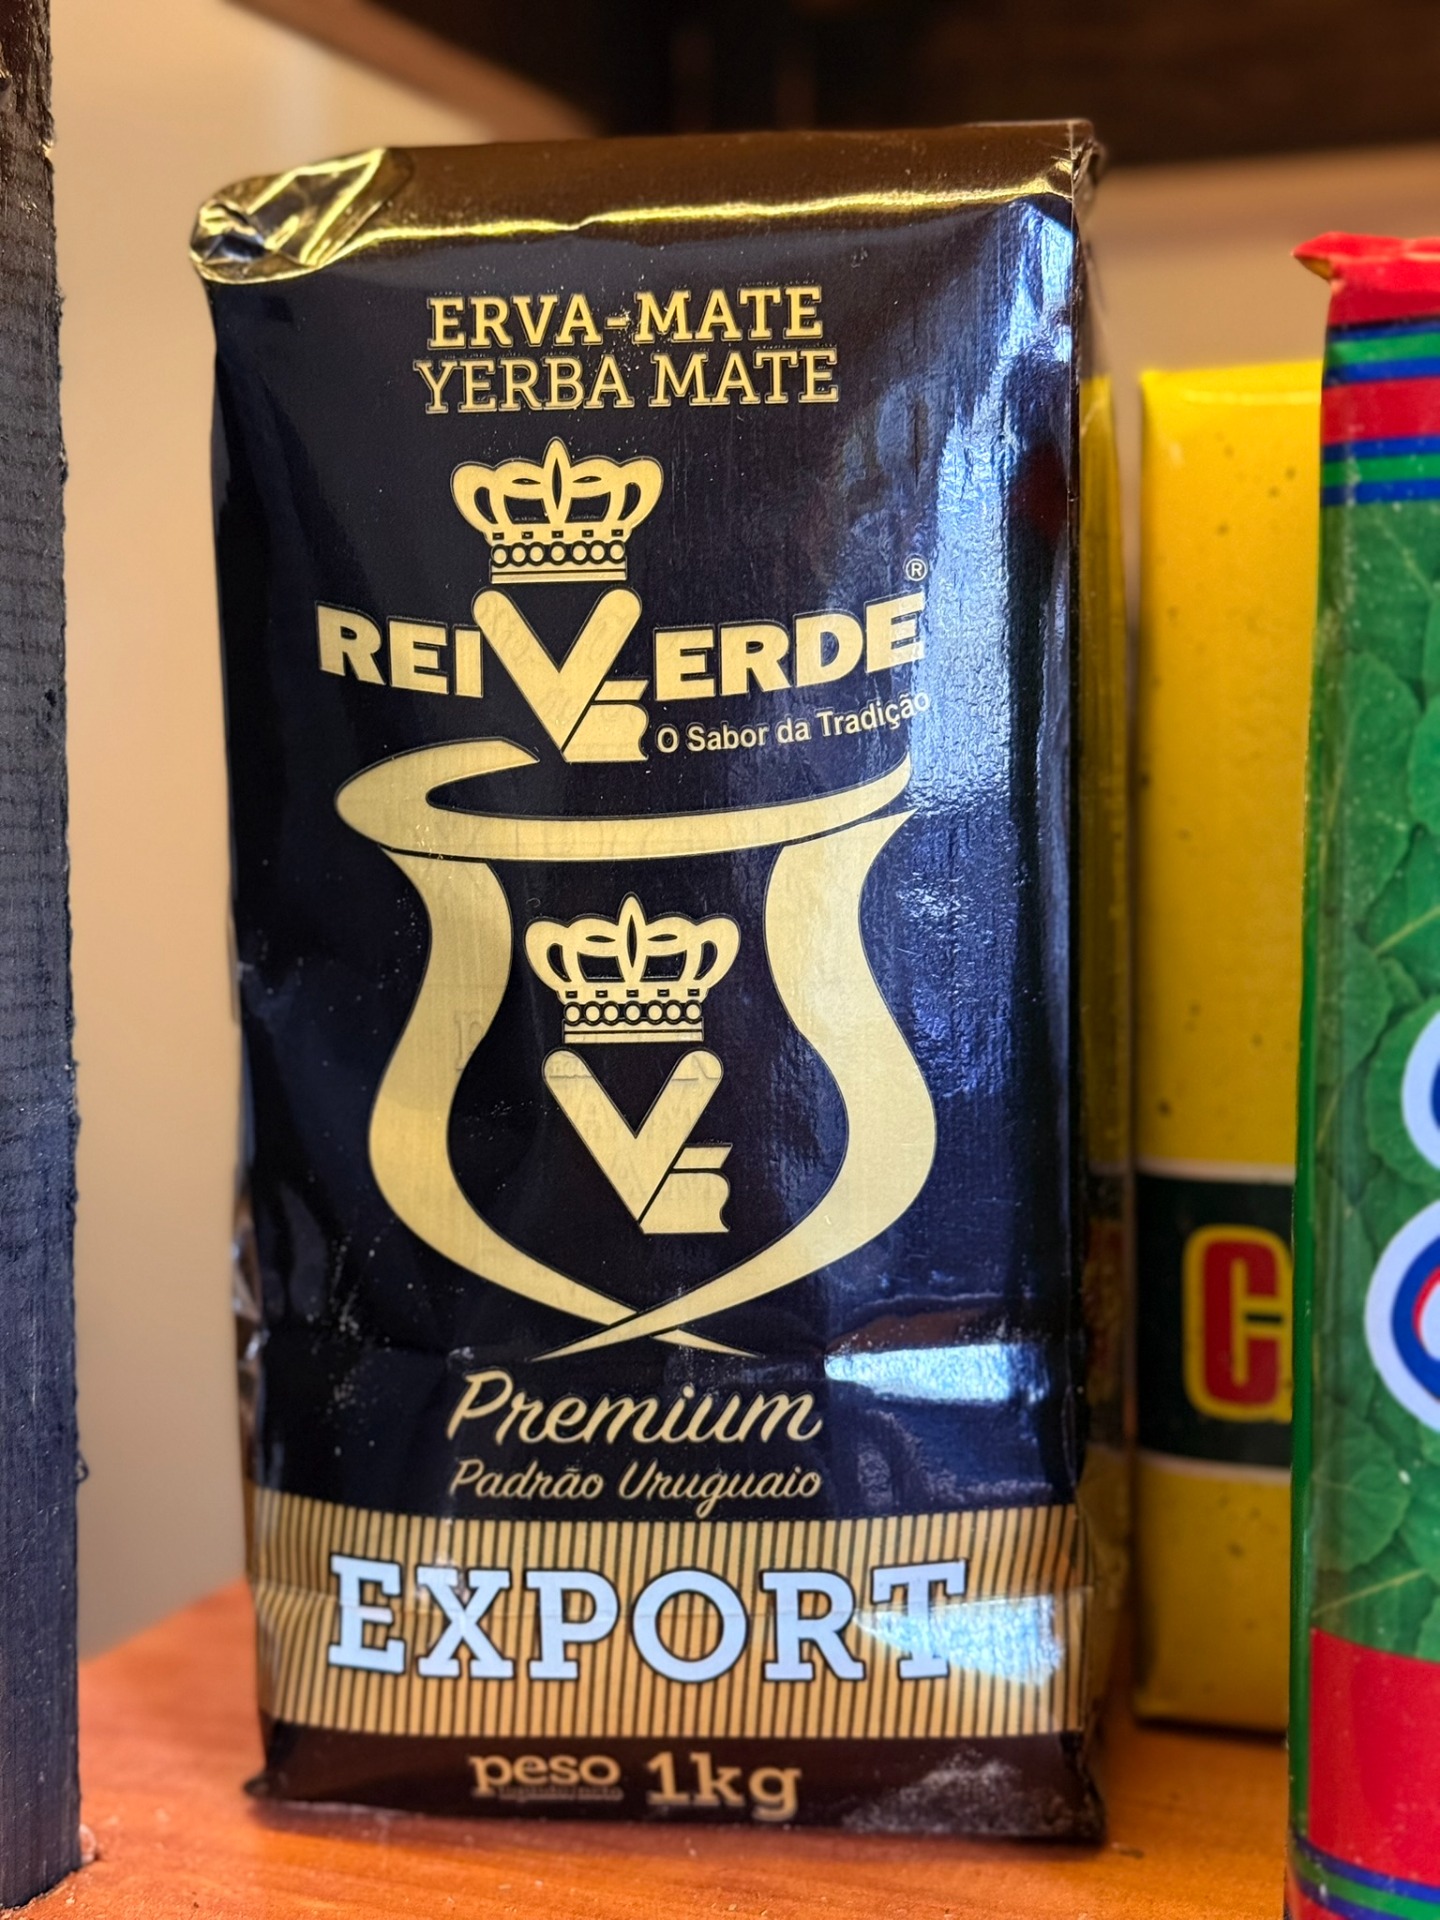 ERVA-MATE
YERBA MATE
REI VERDE ®
O Sabor da Tradição
Premium
Padrão Uruguaio
EXPORT
peso 1kg